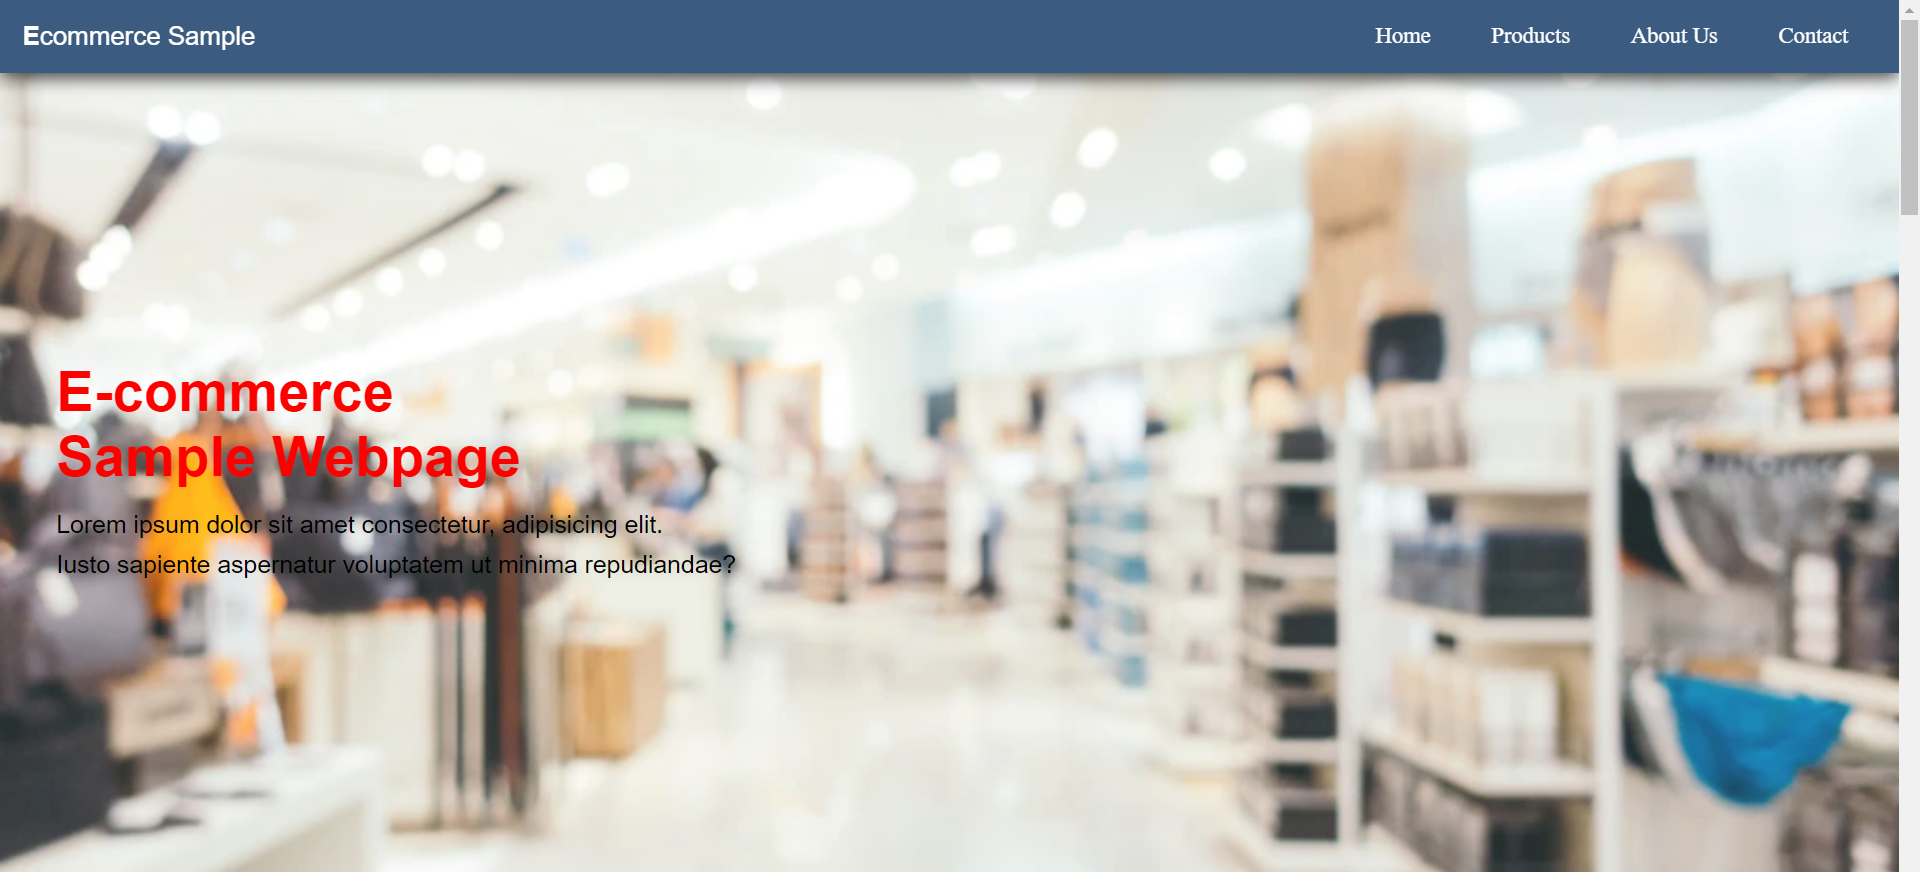 Ecommerce Sample
Home Products About Us Contact
E-commerce
Sample Webpage
Lorem ipsum dolor sit amet consectetur, adipisicing elit.
Iusto sapiente aspernatur voluptatem ut minima repudiandae?